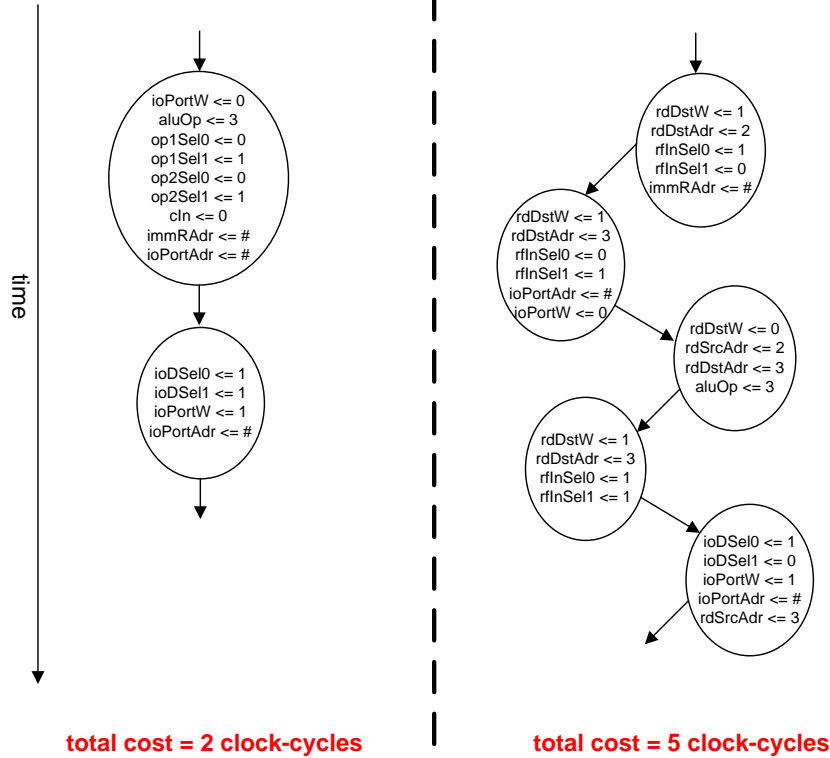 time
ioPortW <= 0
aluOp <= 3
op1Sel0 <= 0
op1Sel1 <= 1
op2Sel0 <= 0
op2Sel1 <= 1
cIn <= 0
immRAdr <= #
ioPortAdr <= #
ioDSel0 <= 1
ioDSel1 <= 1
ioPortW <= 1
ioPortAdr <= #
total cost = 2 clock-cycles
rdDstW <= 1
rdDstAdr <= 2
rfInSel0 <= 1
rfInSel1 <= 0
immRAdr <= #
rdDstW <= 1
rdDstAdr <= 3
rfInSel0 <= 0
rfInSel1 <= 1
ioPortAdr <= #
ioPortW <= 0
rdDstW <= 0
rdSrcAdr <= 2
rdDstAdr <= 3
aluOp <= 3
rdDstW <= 1
rdDstAdr <= 3
rfInSel0 <= 1
rfInSel1 <= 1
ioDSel0 <= 1
ioDSel1 <= 0
ioPortW <= 1
ioPortAdr <= #
rdSrcAdr <= 3
total cost = 5 clock-cycles